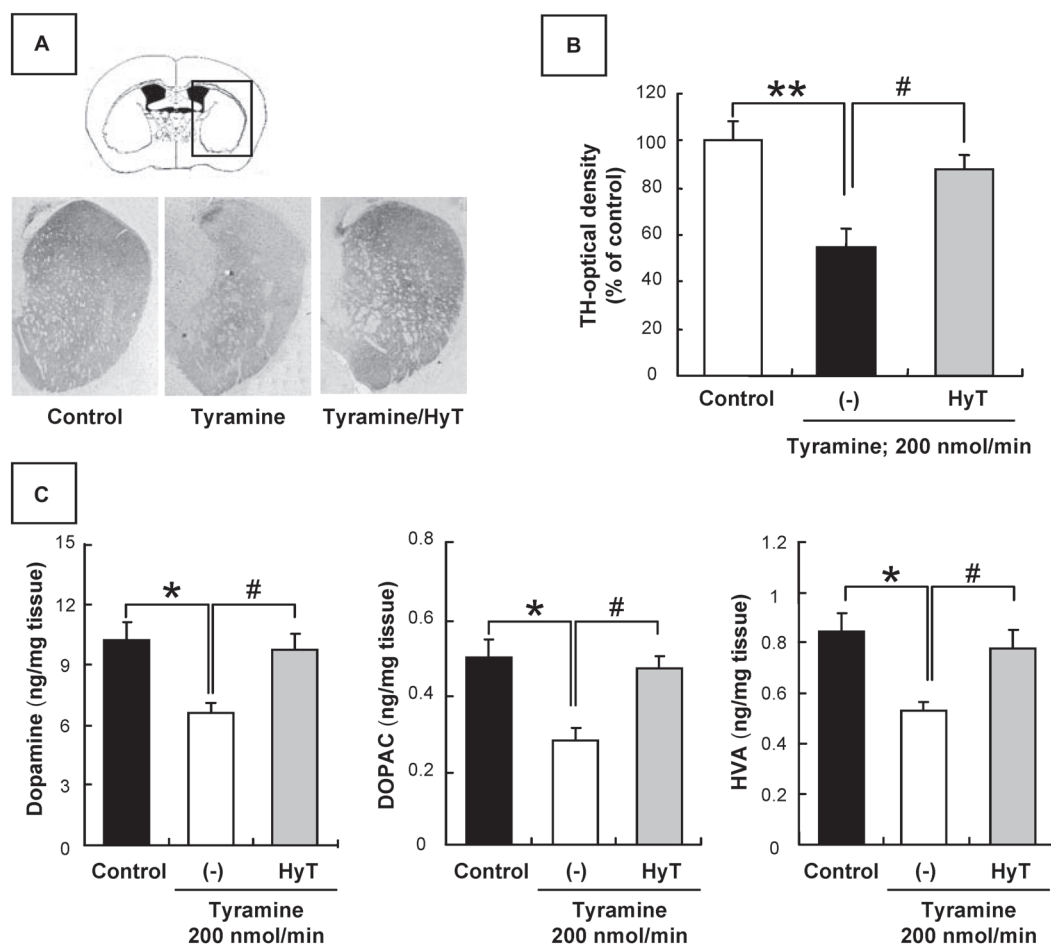 A
Control
Tyramine
Tyramine/HyT
B
TH-optical density
(% of control)
120
100
80
60
40
20
0
**
#
Control
(-)
HyT
Tyramine; 200 nmol/min
C
Dopamine (ng/mg tissue)
15
12
9
6
3
0
*
#
Control
(-)
HyT
Tyramine
200 nmol/min
DOPAC (ng/mg tissue)
0.8
0.6
0.4
0.2
0
*
#
Control
(-)
HyT
Tyramine
200 nmol/min
HVA (ng/mg tissue)
1.2
1
0.8
0.6
0.4
0.2
0
*
#
Control
(-)
HyT
Tyramine
200 nmol/min